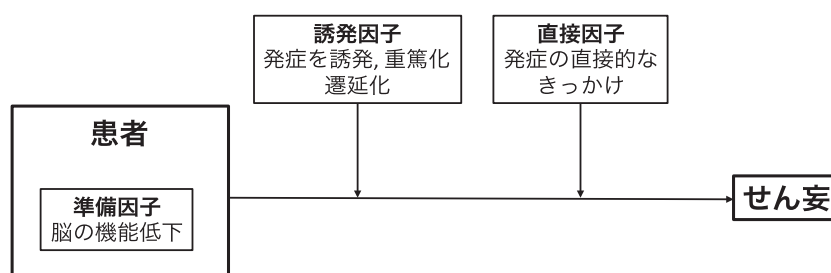 誘発因子
発症を誘発, 重篤化
遷延化
直接因子
発症の直接的な
きっかけ
患者
準備因子
脳の機能低下
せん妄